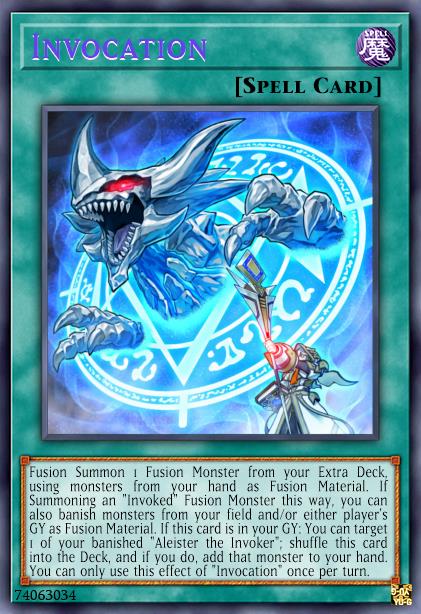 Invocation
SPELL
魔
[Spell Card]
Fusion Summon 1 Fusion Monster from your Extra Deck,
using monsters from your hand as Fusion Material. If
Summoning an "Invoked" Fusion Monster this way, you can
also banish monsters from your field and/or either player's
GY as Fusion Material. If this card is in your GY: You can target
1 of your banished "Aleister the Invoker"; shuffle this card
into the Deck, and if you do, add that monster to your hand.
You can only use this effect of "Invocation" once per turn.
74063034